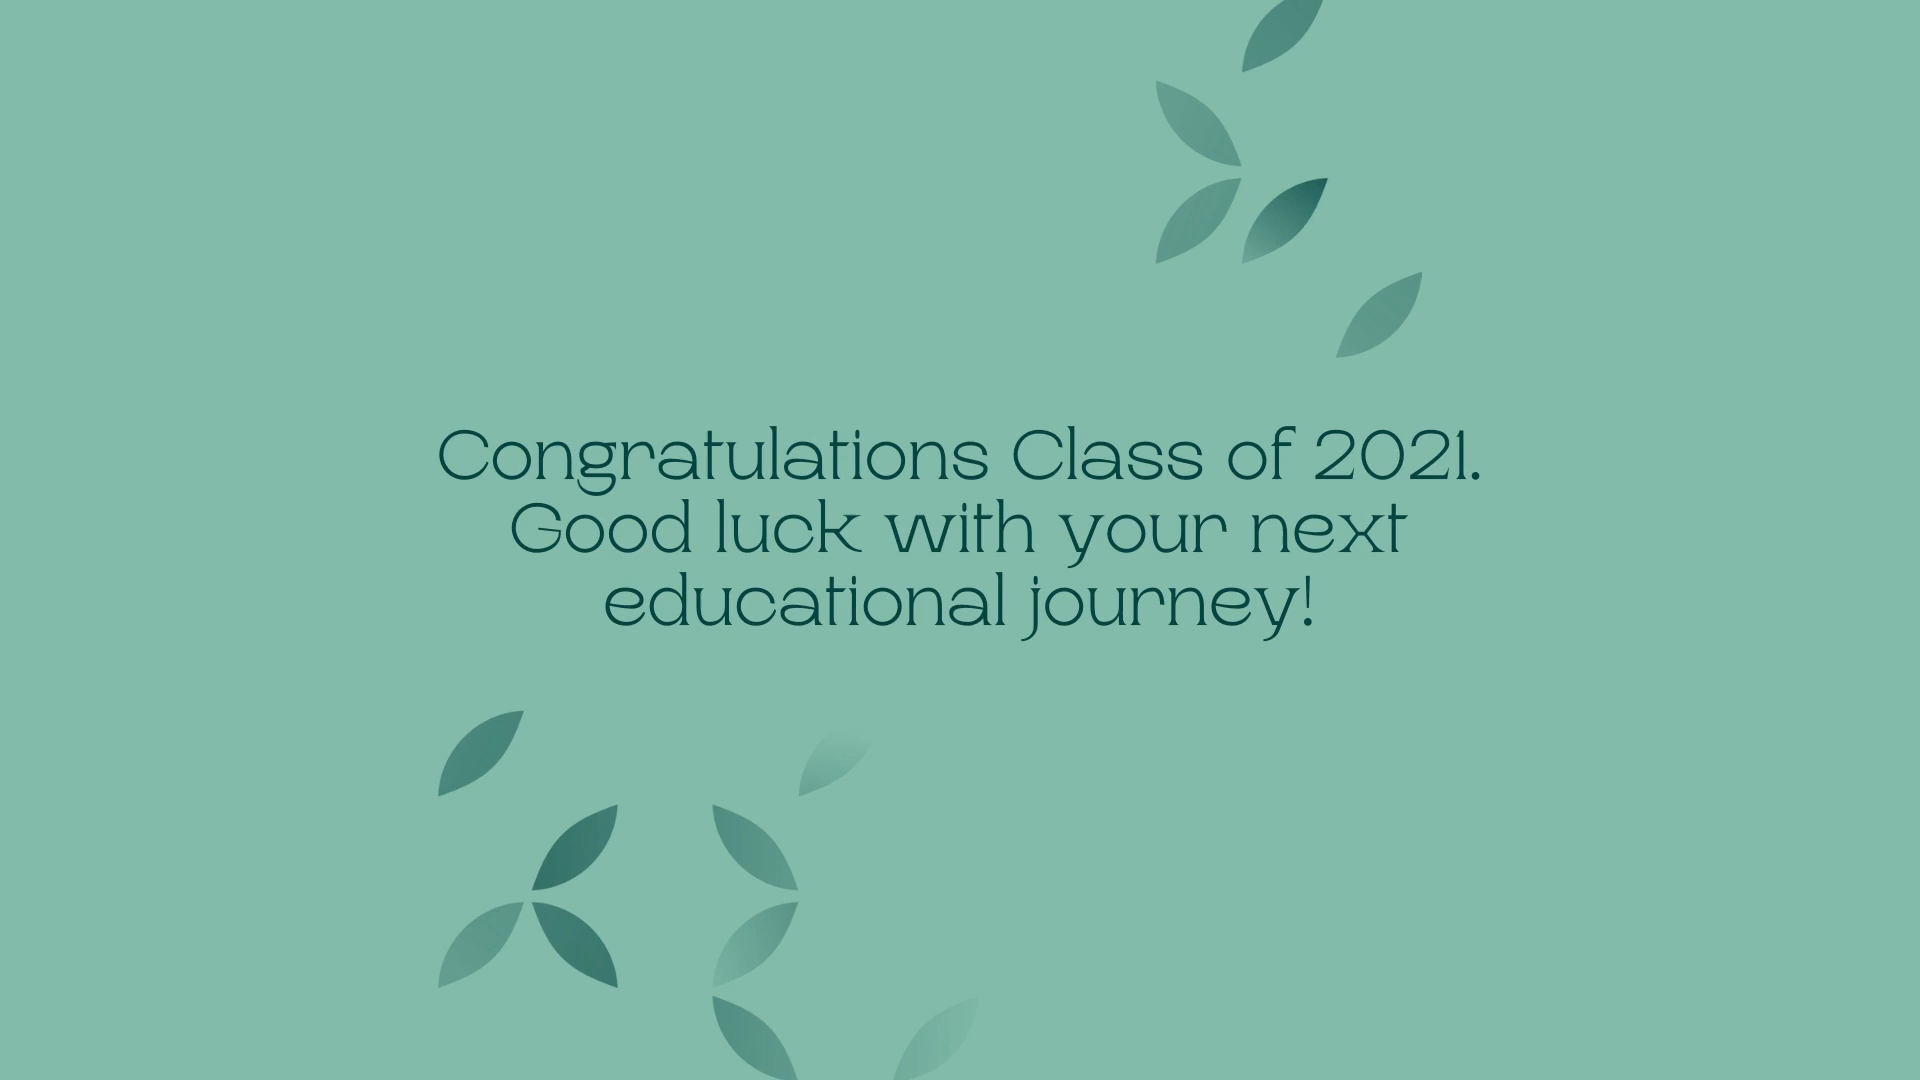 Congratulations Class of 2021.
Good luck with your next
educational journey!